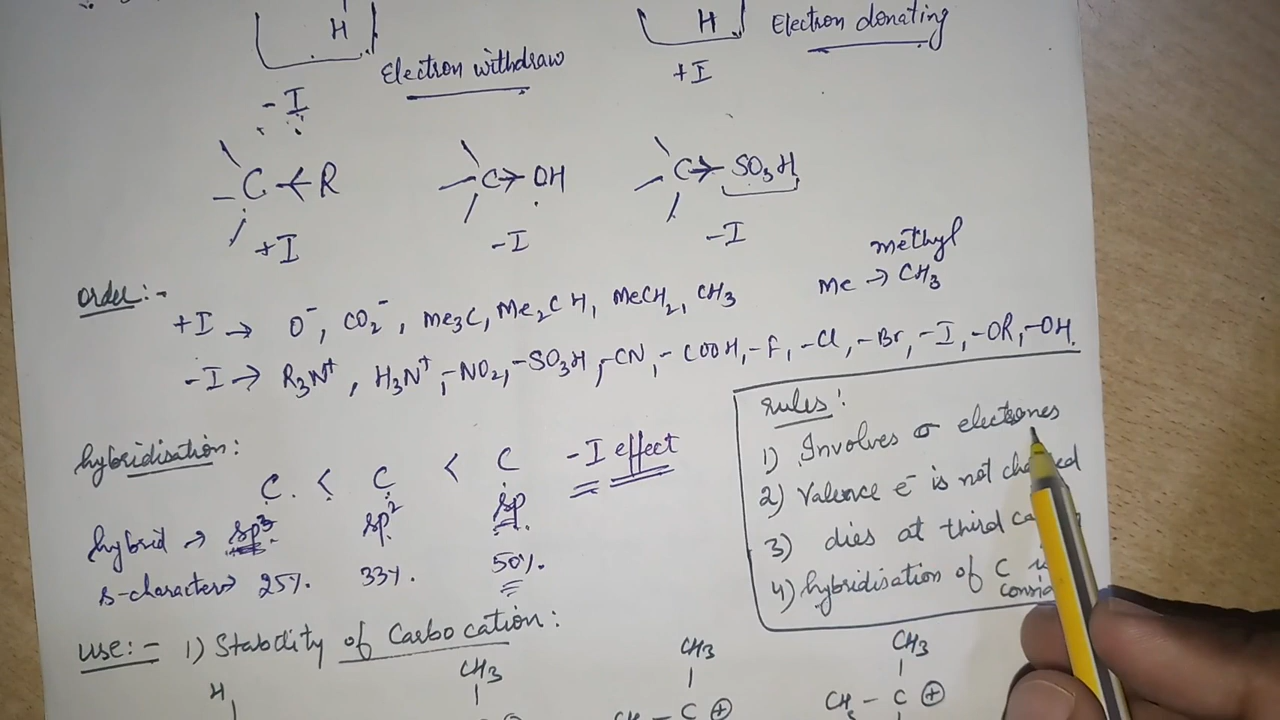 H
H
Electron donating
Electron withdraw
+I
-I
C R
C OH
C SO₃H
+I
-I
-I
methyl
Me → CH₃
order:-
+I → O⁻, CO₂⁻, Me₃C, Me₂CH, MeCH₂, CH₃
-I → R₃N⁺, H₃N⁺, -NO₂, -SO₃H, -CN, -COOH, -F, -Cl, -Br, -I, -OR, -OH.
rules:
1) Involves σ electrones
2) Valence e⁻ is not
3) dies at third
4) hybridisation of C
hybridisation:
C < C < C -I effect
hybrid → sp³ sp² sp
s-character→ 25%. 33%. 50%.
use:- 1) Stability of Carbocation:
H
CH₃
CH₃
CH₃
C ⊕
CH₃ - C ⊕